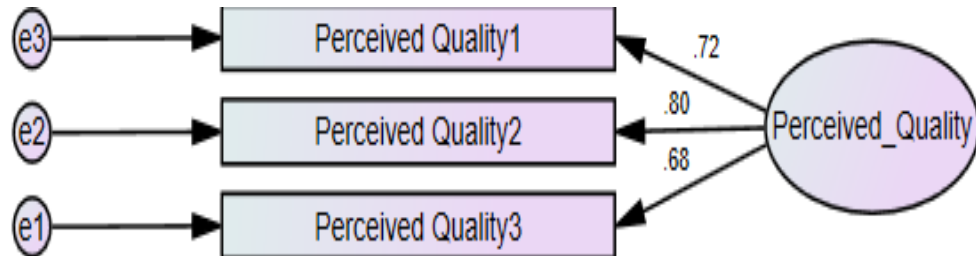 e3
Perceived Quality1
.72
e2
Perceived Quality2
.80
Perceived_Quality
.68
e1
Perceived Quality3